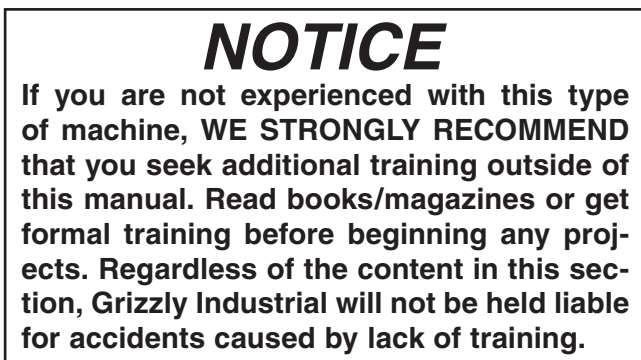 NOTICE
If you are not experienced with this type
of machine, WE STRONGLY RECOMMEND
that you seek additional training outside of
this manual. Read books/magazines or get
formal training before beginning any proj-
ects. Regardless of the content in this sec-
tion, Grizzly Industrial will not be held liable
for accidents caused by lack of training.